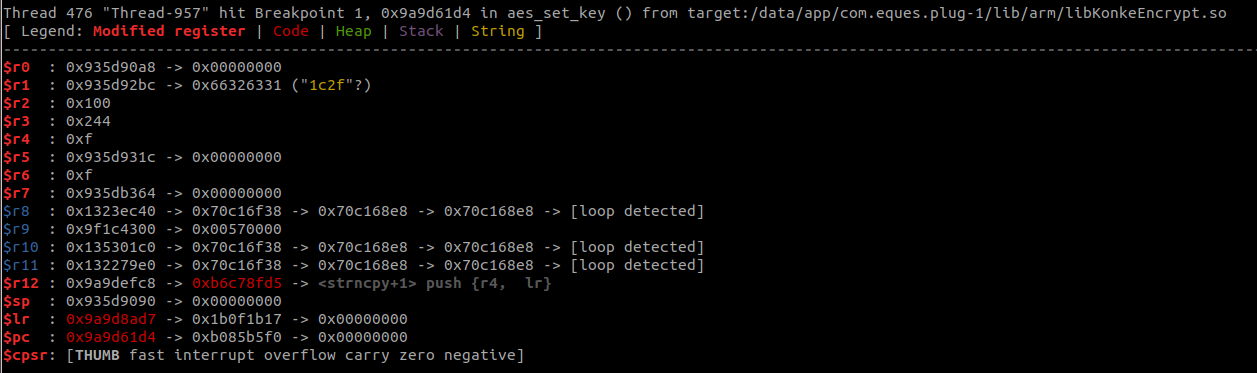 Thread 476 "Thread-957" hit Breakpoint 1, 0x9a9d61d4 in aes_set_key () from target:/data/app/com.eques.plug-1/lib/arm/libKonkeEncrypt.so
[ Legend: Modified register | Code | Heap | Stack | String ]
$r0  : 0x935d90a8 -> 0x00000000
$r1  : 0x935d92bc -> 0x66326331 ("1c2f"?)
$r2  : 0x100
$r3  : 0x244
$r4  : 0xf
$r5  : 0x935d931c -> 0x00000000
$r6  : 0xf
$r7  : 0x935db364 -> 0x00000000
$r8  : 0x1323ec40 -> 0x70c16f38 -> 0x70c168e8 -> 0x70c168e8 -> [loop detected]
$r9  : 0x9f1c4300 -> 0x00570000
$r10 : 0x135301c0 -> 0x70c16f38 -> 0x70c168e8 -> 0x70c168e8 -> [loop detected]
$r11 : 0x132279e0 -> 0x70c16f38 -> 0x70c168e8 -> 0x70c168e8 -> [loop detected]
$r12 : 0x9a9defc8 -> 0xb6c78fd5 -> <strncpy+1> push {r4,  lr}
$sp  : 0x935d9090 -> 0x00000000
$lr  : 0x9a9d8ad7 -> 0x1b0f1b17 -> 0x00000000
$pc  : 0x9a9d61d4 -> 0xb085b5f0 -> 0x00000000
$cpsr: [THUMB fast interrupt overflow carry zero negative]